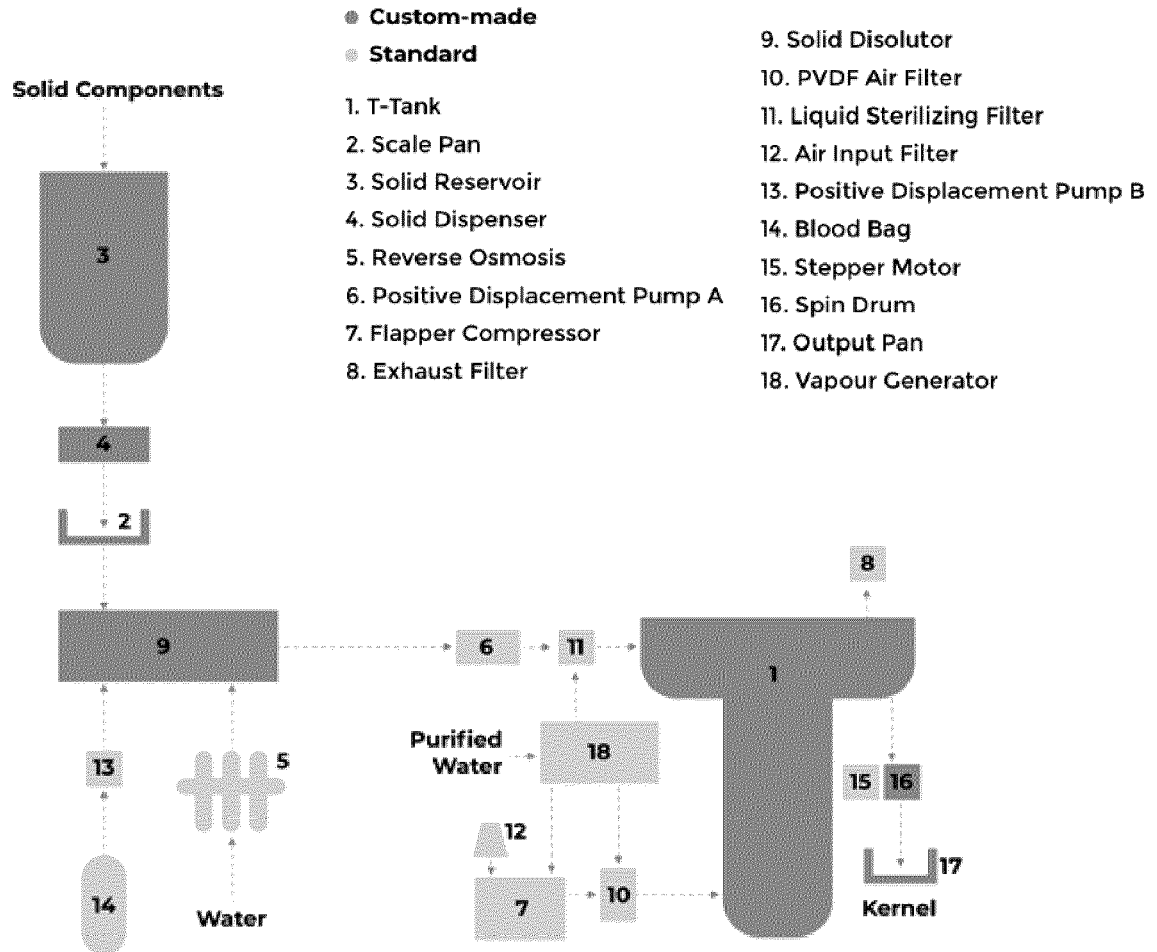 Custom-made
Standard
1. T-Tank
2. Scale Pan
3. Solid Reservoir
4. Solid Dispenser
5. Reverse Osmosis
6. Positive Displacement Pump A
7. Flapper Compressor
8. Exhaust Filter
9. Solid Disolutor
10. PVDF Air Filter
11. Liquid Sterilizing Filter
12. Air Input Filter
13. Positive Displacement Pump B
14. Blood Bag
15. Stepper Motor
16. Spin Drum
17. Output Pan
18. Vapour Generator
Solid Components
3
4
2
8
9
6
11
1
Purified
Water
18
13
5
15
16
12
17
14
Water
7
10
Kernel